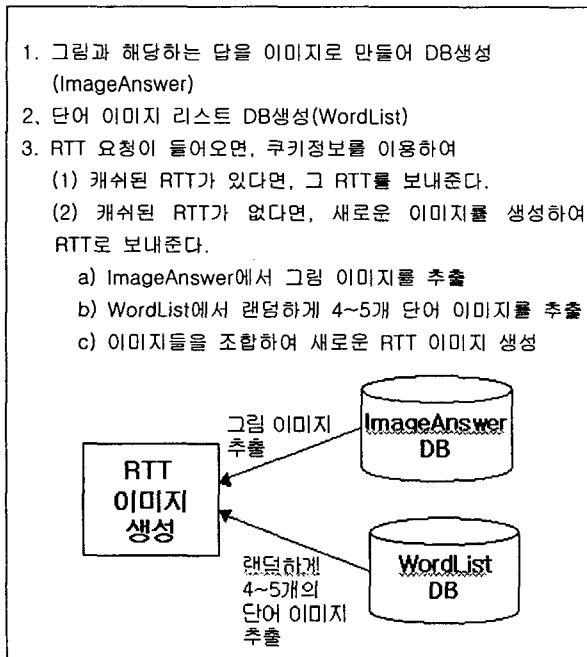 1. 그림과 해당하는 답을 이미지로 만들어 DB생성
(ImageAnswer)
2, 단어 이미지 리스트 DB생성(WordList)
3. RTT 요청이 들어오면, 쿠키정보를 이용하여
(1) 캐쉬된 RTT가 있다면, 그 RTT를 보내준다.
(2) 캐쉬된 RTT가 없다면, 새로운 이미지를 생성하여
RTT로 보내준다.
a) ImageAnswer에서 그림 이미지를 추출
b) WordList에서 랜덤하게 4~5개 단어 이미지를 추출
c) 이미지들을 조합하여 새로운 RTT 이미지 생성
그림 이미지
추출
ImageAnswer
DB
RTT
이미지
생성
랜덤하게
4~5개의
단어 이미지
추출
WordList
DB